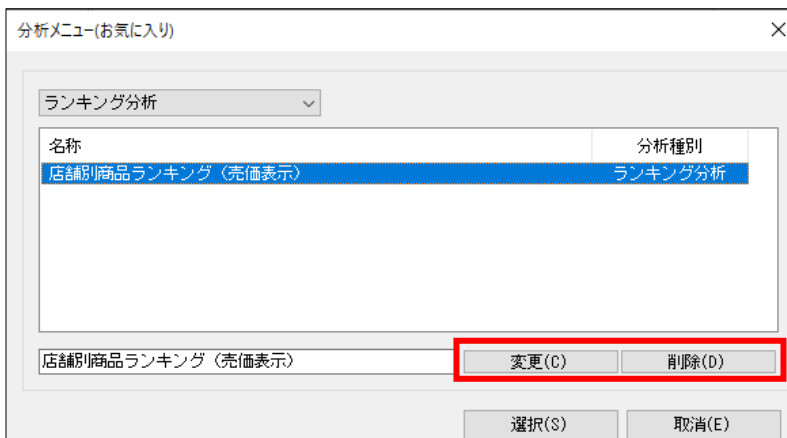 分析メニュー(お気に入り)
ランキング分析
名称 分析種別
店舗別商品ランキング（売価表示） ランキング分析
店舗別商品ランキング（売価表示） 変更(C) 削除(D)
選択(S) 取消(E)